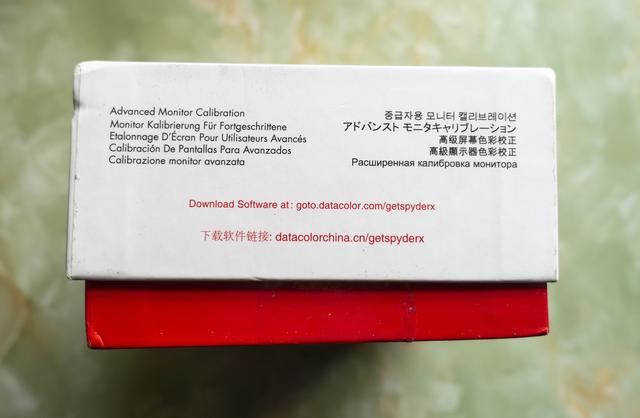 Advanced Monitor Calibration
Monitor Kalibrierung Für Fortgeschrittene
Etalonnage D'Écran Pour Utilisateurs Avancés
Calibración De Pantallas Para Avanzados
Calibrazione monitor avanzata
중급자용 모니터 캘리브레이션
アドバンスト モニタキャリブレーション
高级屏幕色彩校正
高級顯示器色彩校正
Расширенная калибровка монитора
Download Software at: goto.datacolor.com/getspyderx
下载软件链接: datacolorchina.cn/getspyderx